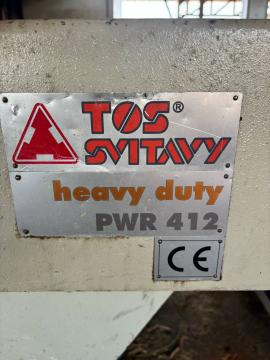 TOS®
SVITAVY
heavy duty
PWR 412
CE